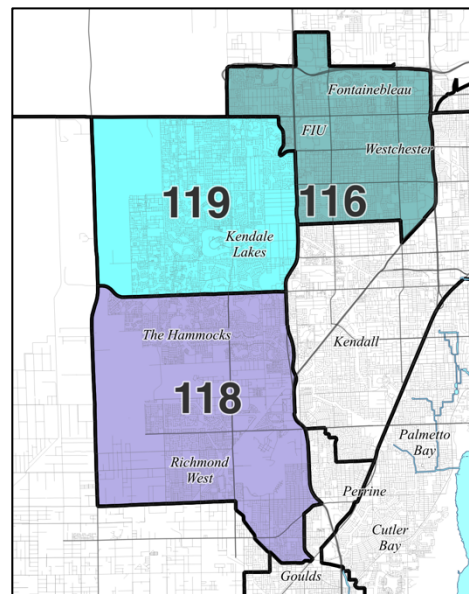 Fontainebleau
FIU
Westchester
119
116
Kendale
Lakes
The Hammocks
Kendall
118
Palmetto
Bay
Richmond
West
Perrine
Cutler
Bay
Goulds